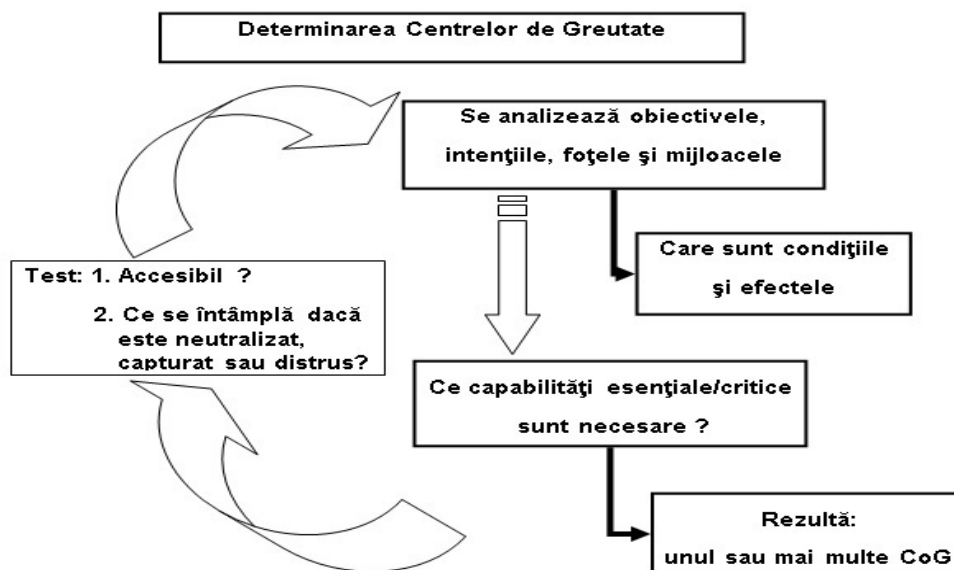 Determinarea Centrelor de Greutate
Se analizează obiectivele,
intenţiile, foţele şi mijloacele
Care sunt condiţiile
şi efectele
Test: 1. Accesibil ?
2. Ce se întâmplă dacă
este neutralizat,
capturat sau distrus?
Ce capabilităţi esenţiale/critice
sunt necesare ?
Rezultă:
unul sau mai multe CoG